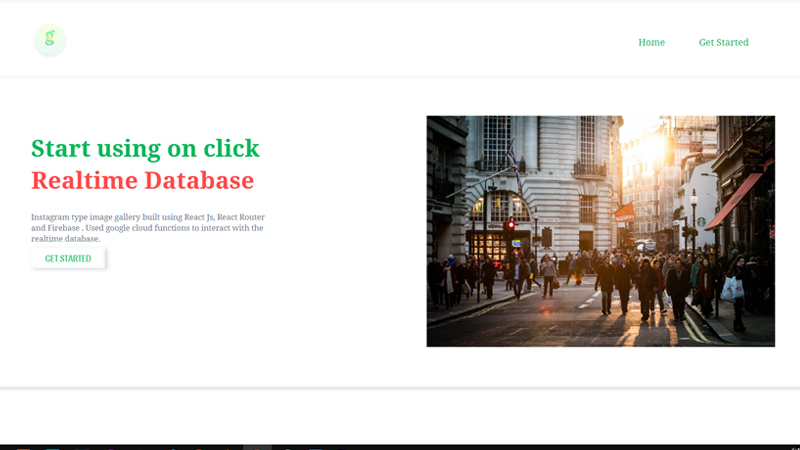 g
Home Get Started
Start using on click
Realtime Database
Instagram type image gallery built using React Js, React Router
and Firebase . Used google cloud functions to interact with the
realtime database.
GET STARTED